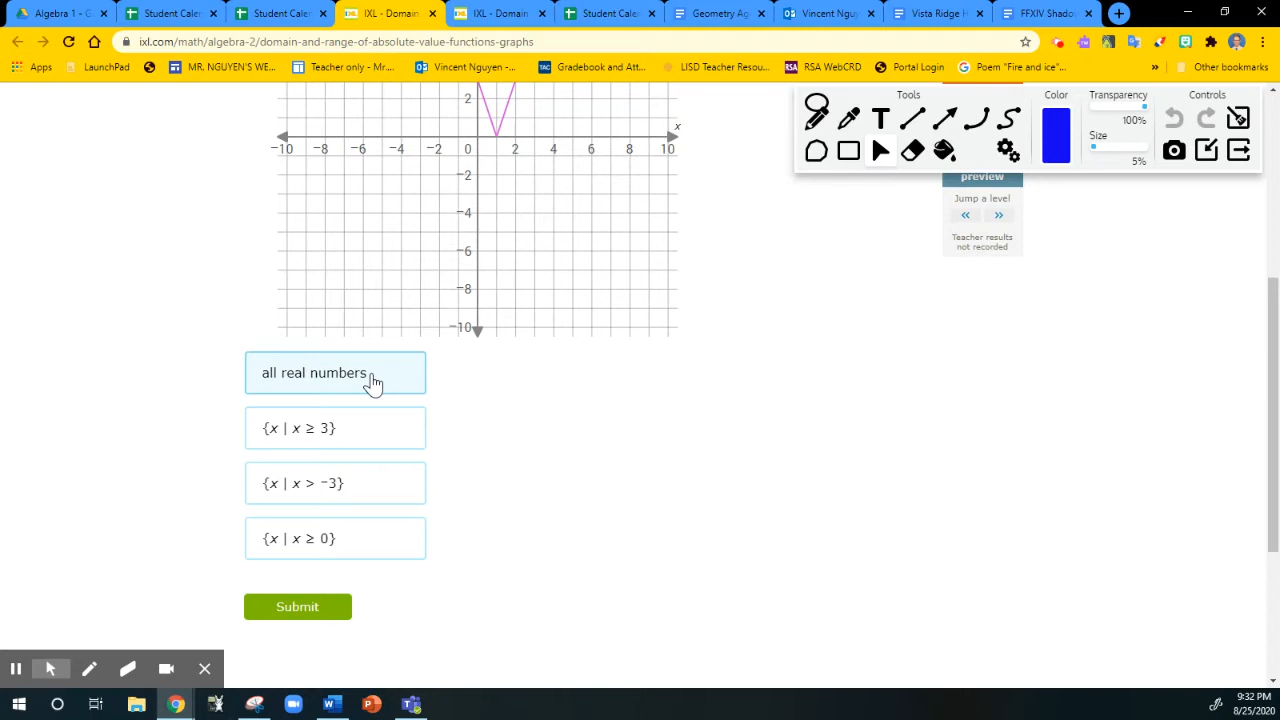 Algebra 1 - G
Student Caler
Student Calen
IXL - Domain
IXL - Domain
Student Caler
Geometry Ag
Vincent Nguy
Vista Ridge H
FFXIV Shado
ixl.com/math/algebra-2/domain-and-range-of-absolute-value-functions-graphs
Apps
LaunchPad
MR. NGUYEN'S WE...
Teacher only - Mr....
Vincent Nguyen -...
Gradebook and Att...
LISD Teacher Resou...
RSA WebCRD
Portal Login
Poem "Fire and ice"...
»
Other bookmarks
Tools
Color
Transparency
Controls
100%
Size
5%
preview
Jump a level
«
»
Teacher results
not recorded
2
x
−10 −8 −6 −4 −2 0 2 4 6 8 10
−2
−4
−6
−8
−10
all real numbers
{x | x ≥ 3}
{x | x > −3}
{x | x ≥ 0}
Submit
9:32 PM
8/25/2020